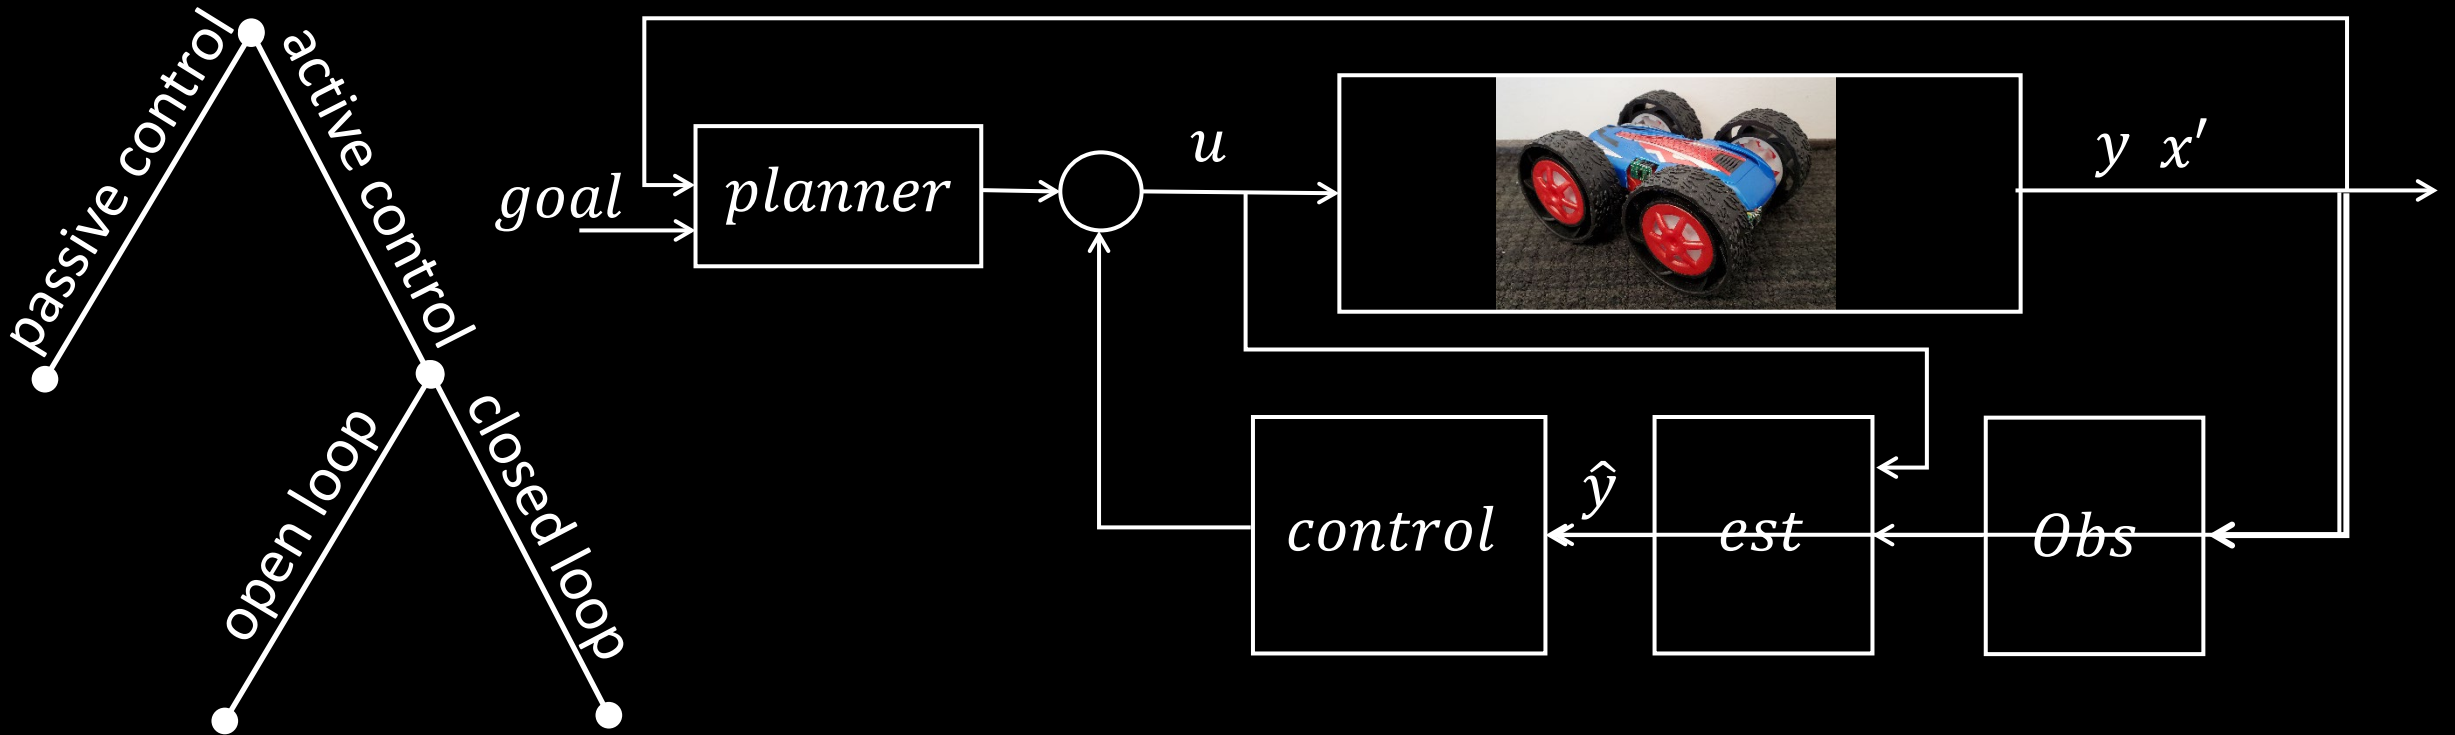 passive control
active control
open loop
closed loop
goal
planner
u
y x′
control
ŷ
est
Obs